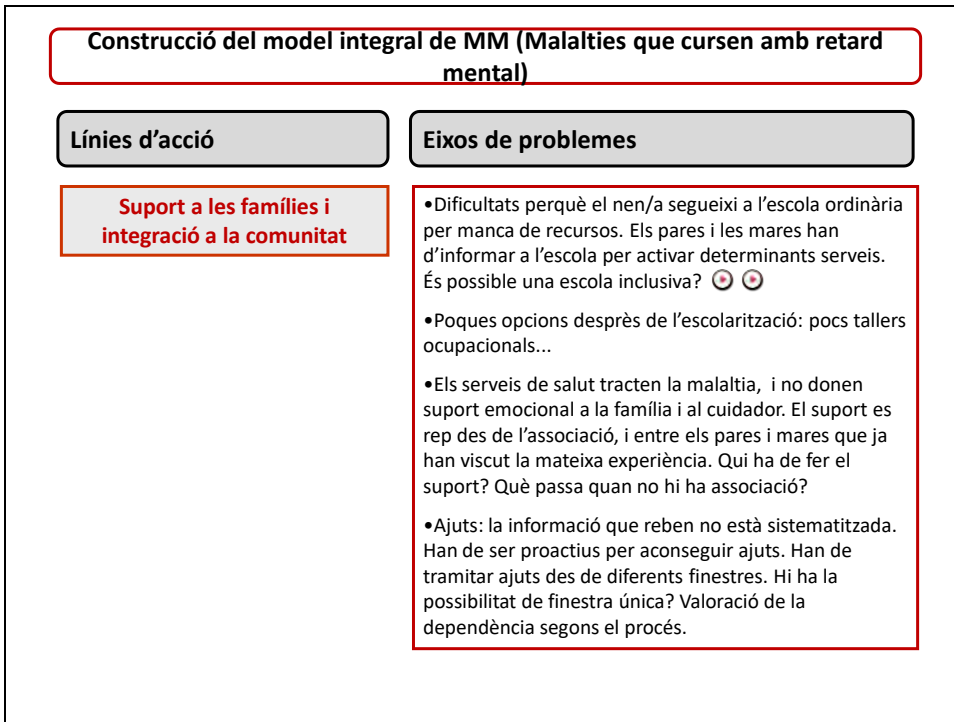 Construcció del model integral de MM (Malalties que cursen amb retard
mental)
Línies d’acció
Eixos de problemes
Suport a les famílies i
integració a la comunitat
•Dificultats perquè el nen/a segueixi a l’escola ordinària
per manca de recursos. Els pares i les mares han
d’informar a l’escola per activar determinants serveis.
És possible una escola inclusiva?
•Poques opcions desprès de l’escolarització: pocs tallers
ocupacionals...
•Els serveis de salut tracten la malaltia, i no donen
suport emocional a la família i al cuidador. El suport es
rep des de l’associació, i entre els pares i mares que ja
han viscut la mateixa experiència. Qui ha de fer el
suport? Què passa quan no hi ha associació?
•Ajuts: la informació que reben no està sistematitzada.
Han de ser proactius per aconseguir ajuts. Han de
tramitar ajuts des de diferents finestres. Hi ha la
possibilitat de finestra única? Valoració de la
dependència segons el procés.